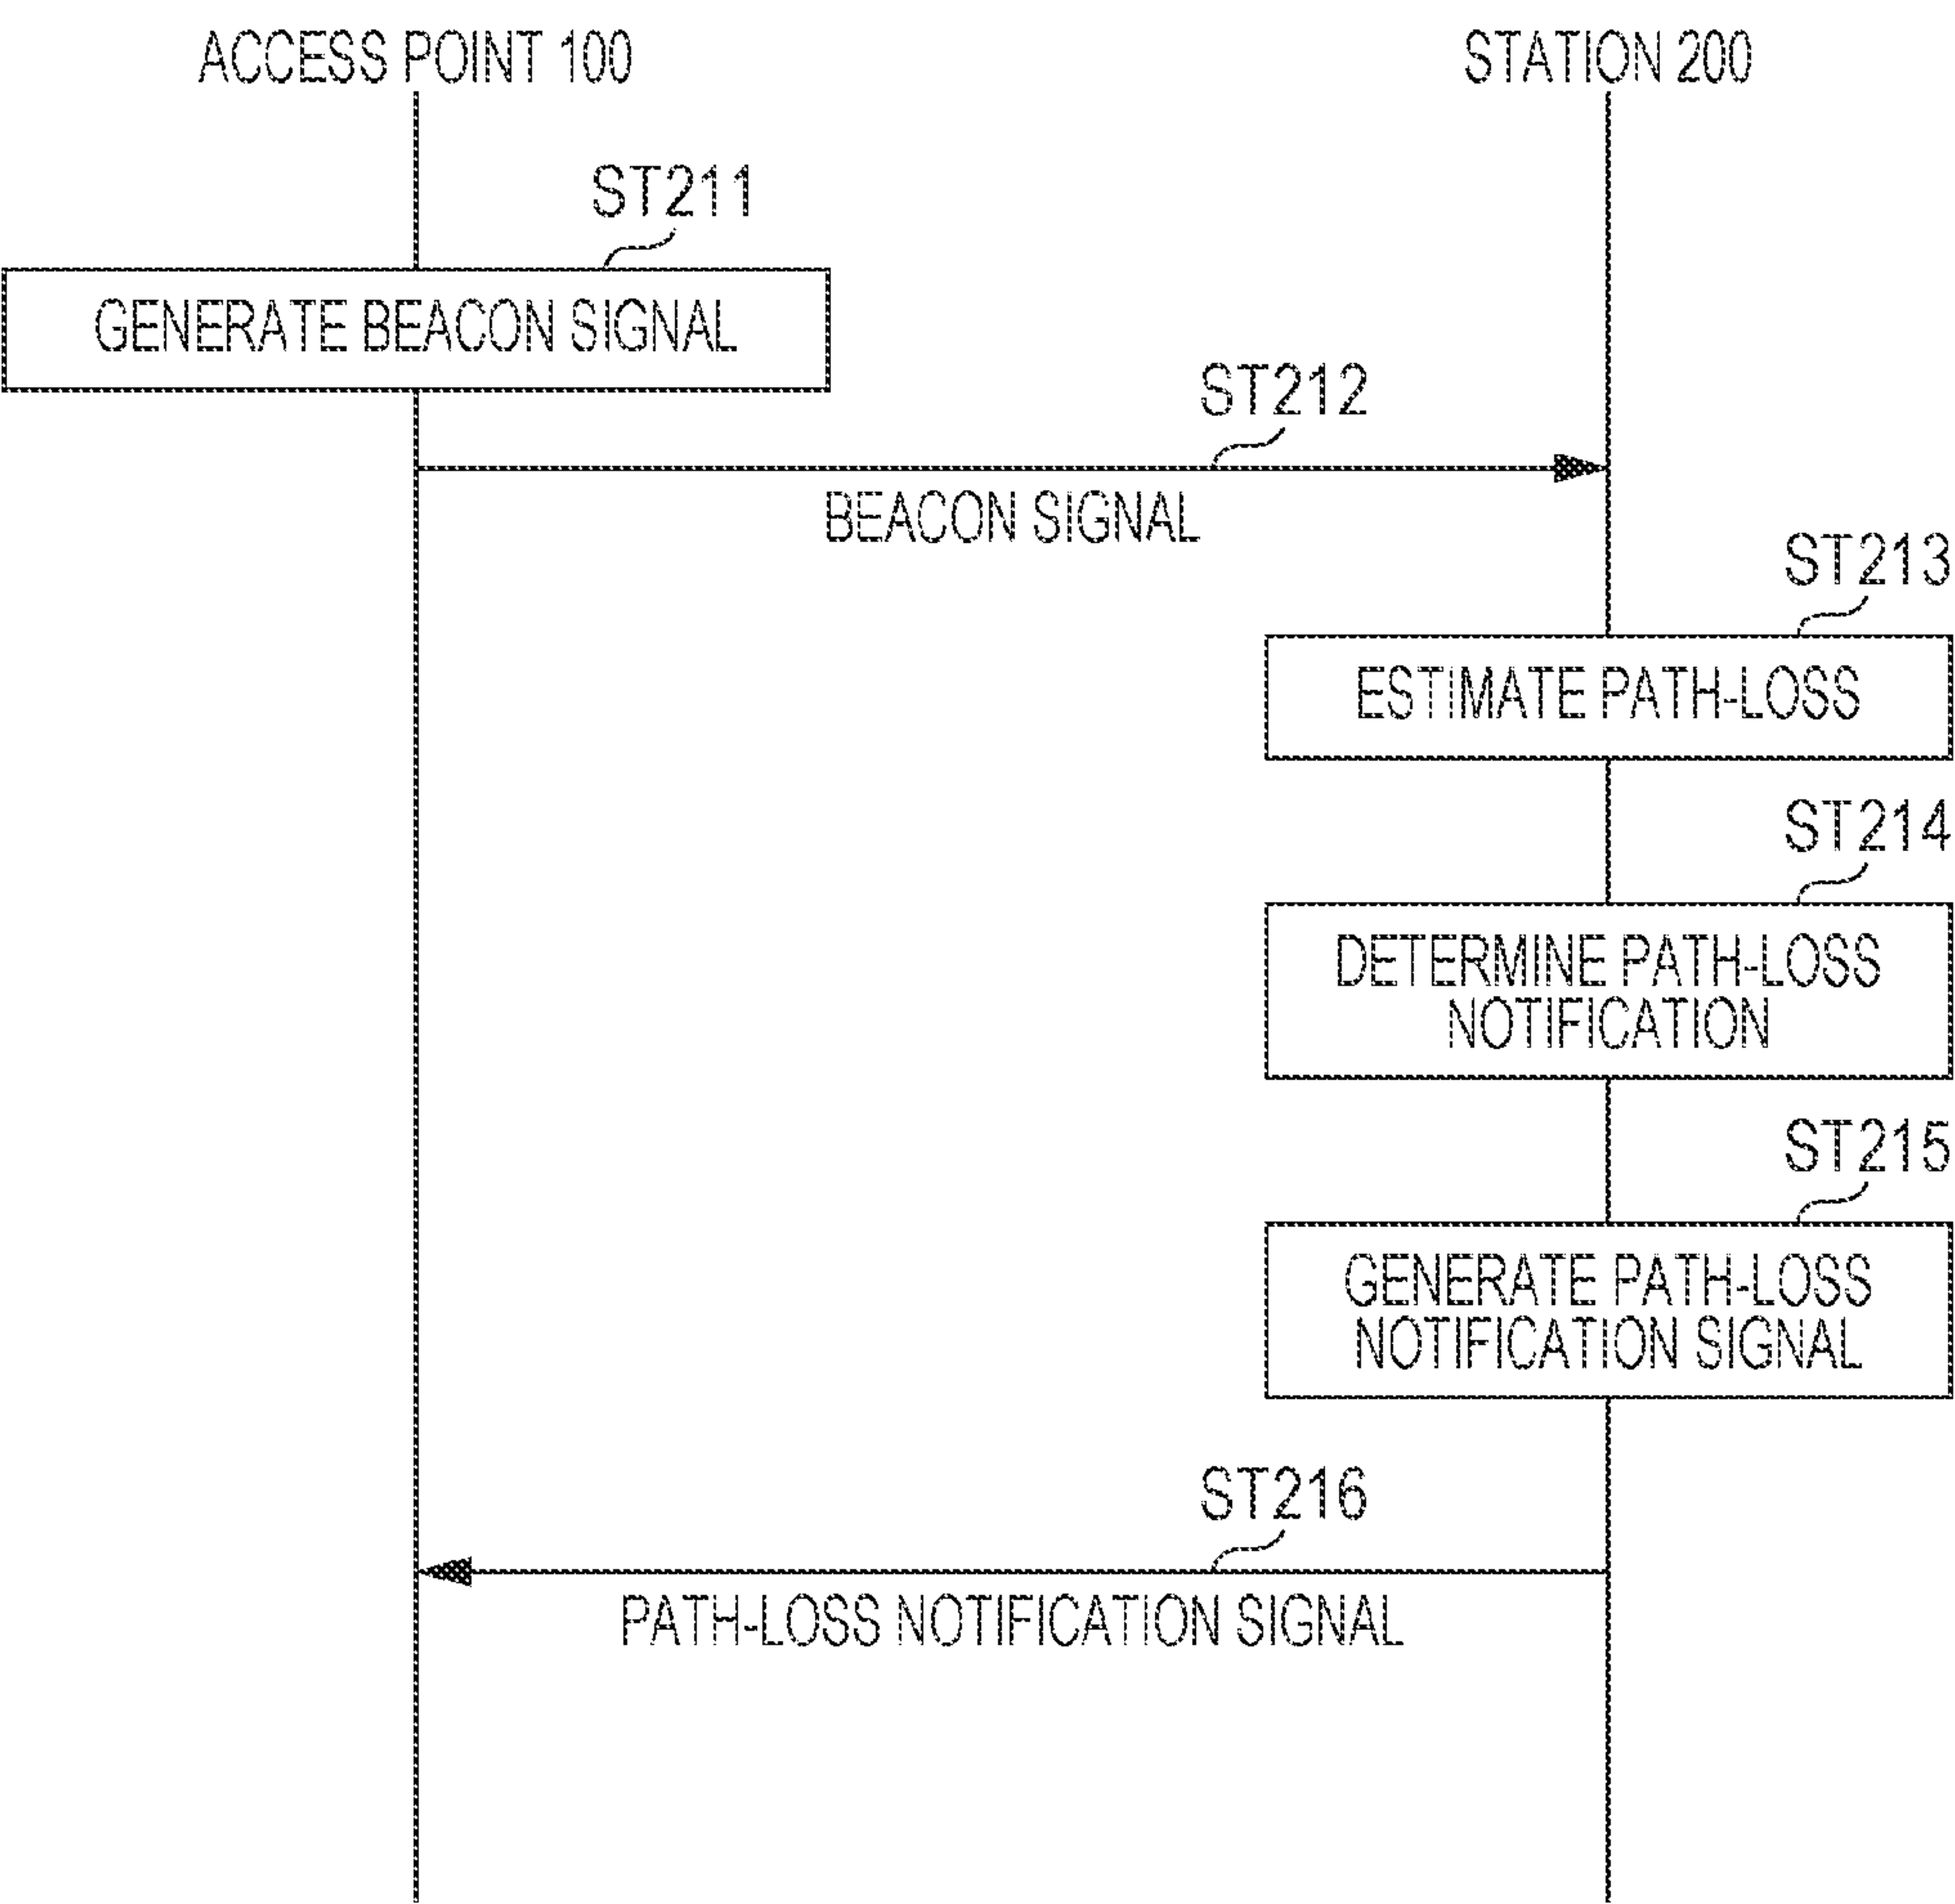 ACCESS POINT 100
STATION 200
ST211
GENERATE BEACON SIGNAL
ST212
BEACON SIGNAL
ST213
ESTIMATE PATH-LOSS
ST214
DETERMINE PATH-LOSS
NOTIFICATION
ST215
GENERATE PATH-LOSS
NOTIFICATION SIGNAL
ST216
PATH-LOSS NOTIFICATION SIGNAL